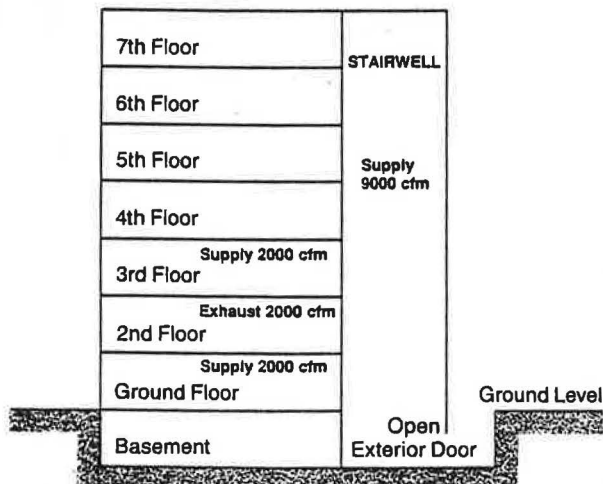 7th Floor
STAIRWELL
6th Floor
5th Floor
Supply
9000 cfm
4th Floor
Supply 2000 cfm
3rd Floor
Exhaust 2000 cfm
2nd Floor
Supply 2000 cfm
Ground Floor
Ground Level
Basement
Open
Exterior Door